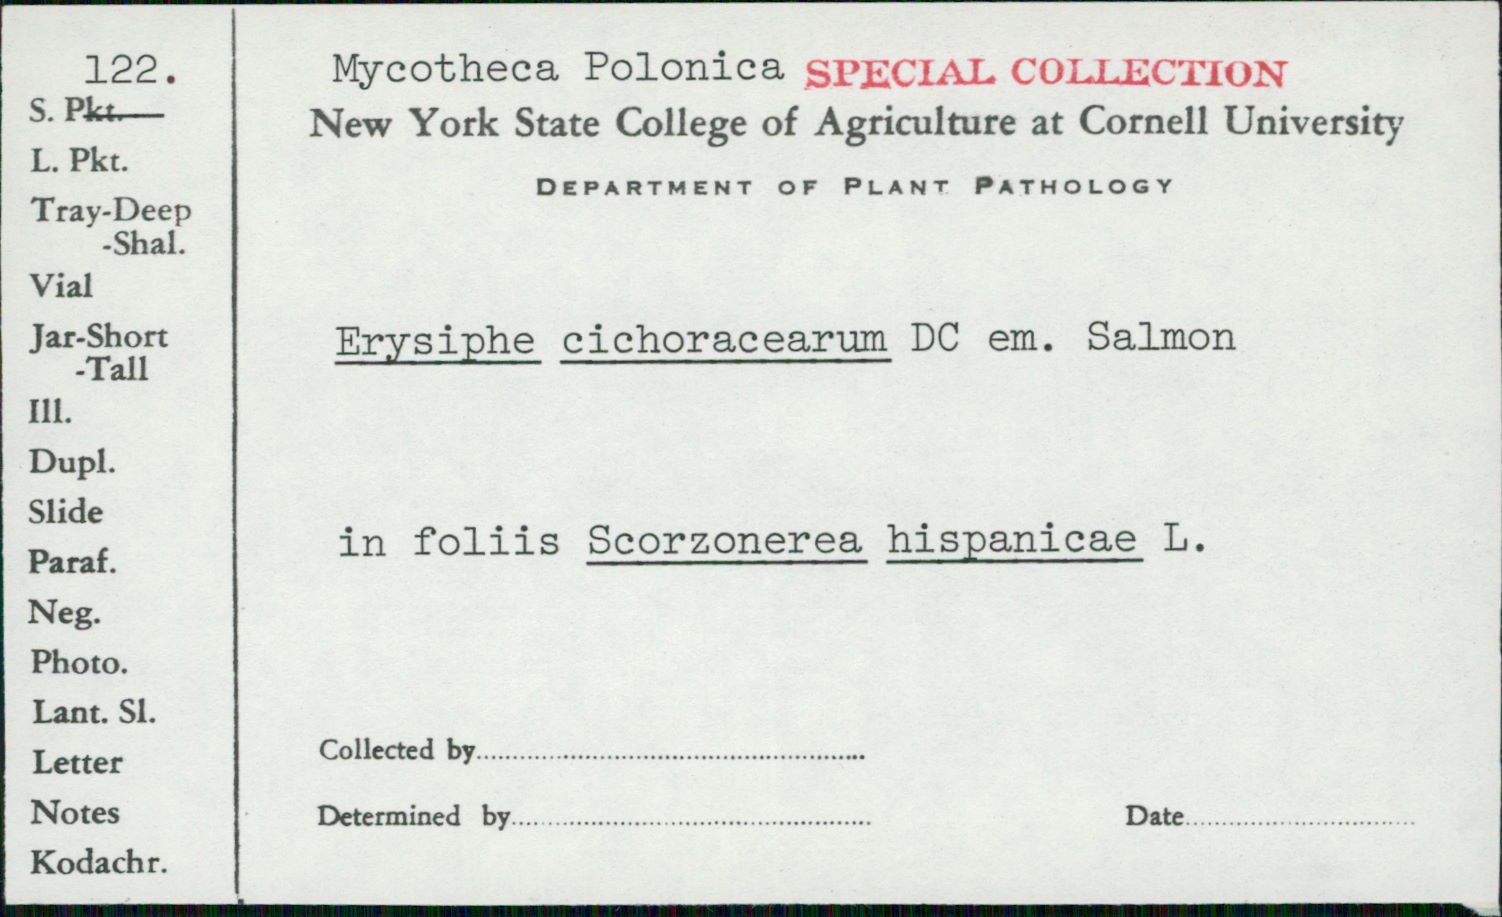 122.
S. Pkt.
L. Pkt.
Tray-Deep
-Shal.
Vial
Jar-Short
-Tall
Ill.
Dupl.
Slide
Paraf.
Neg.
Photo.
Lant. Sl.
Letter
Notes
Kodachr.
Mycotheca Polonica SPECIAL COLLECTION
New York State College of Agriculture at Cornell University
DEPARTMENT OF PLANT PATHOLOGY
Erysiphe cichoracearum DC em. Salmon
in foliis Scorzonerea hispanicae L.
Collected by
Determined by
Date